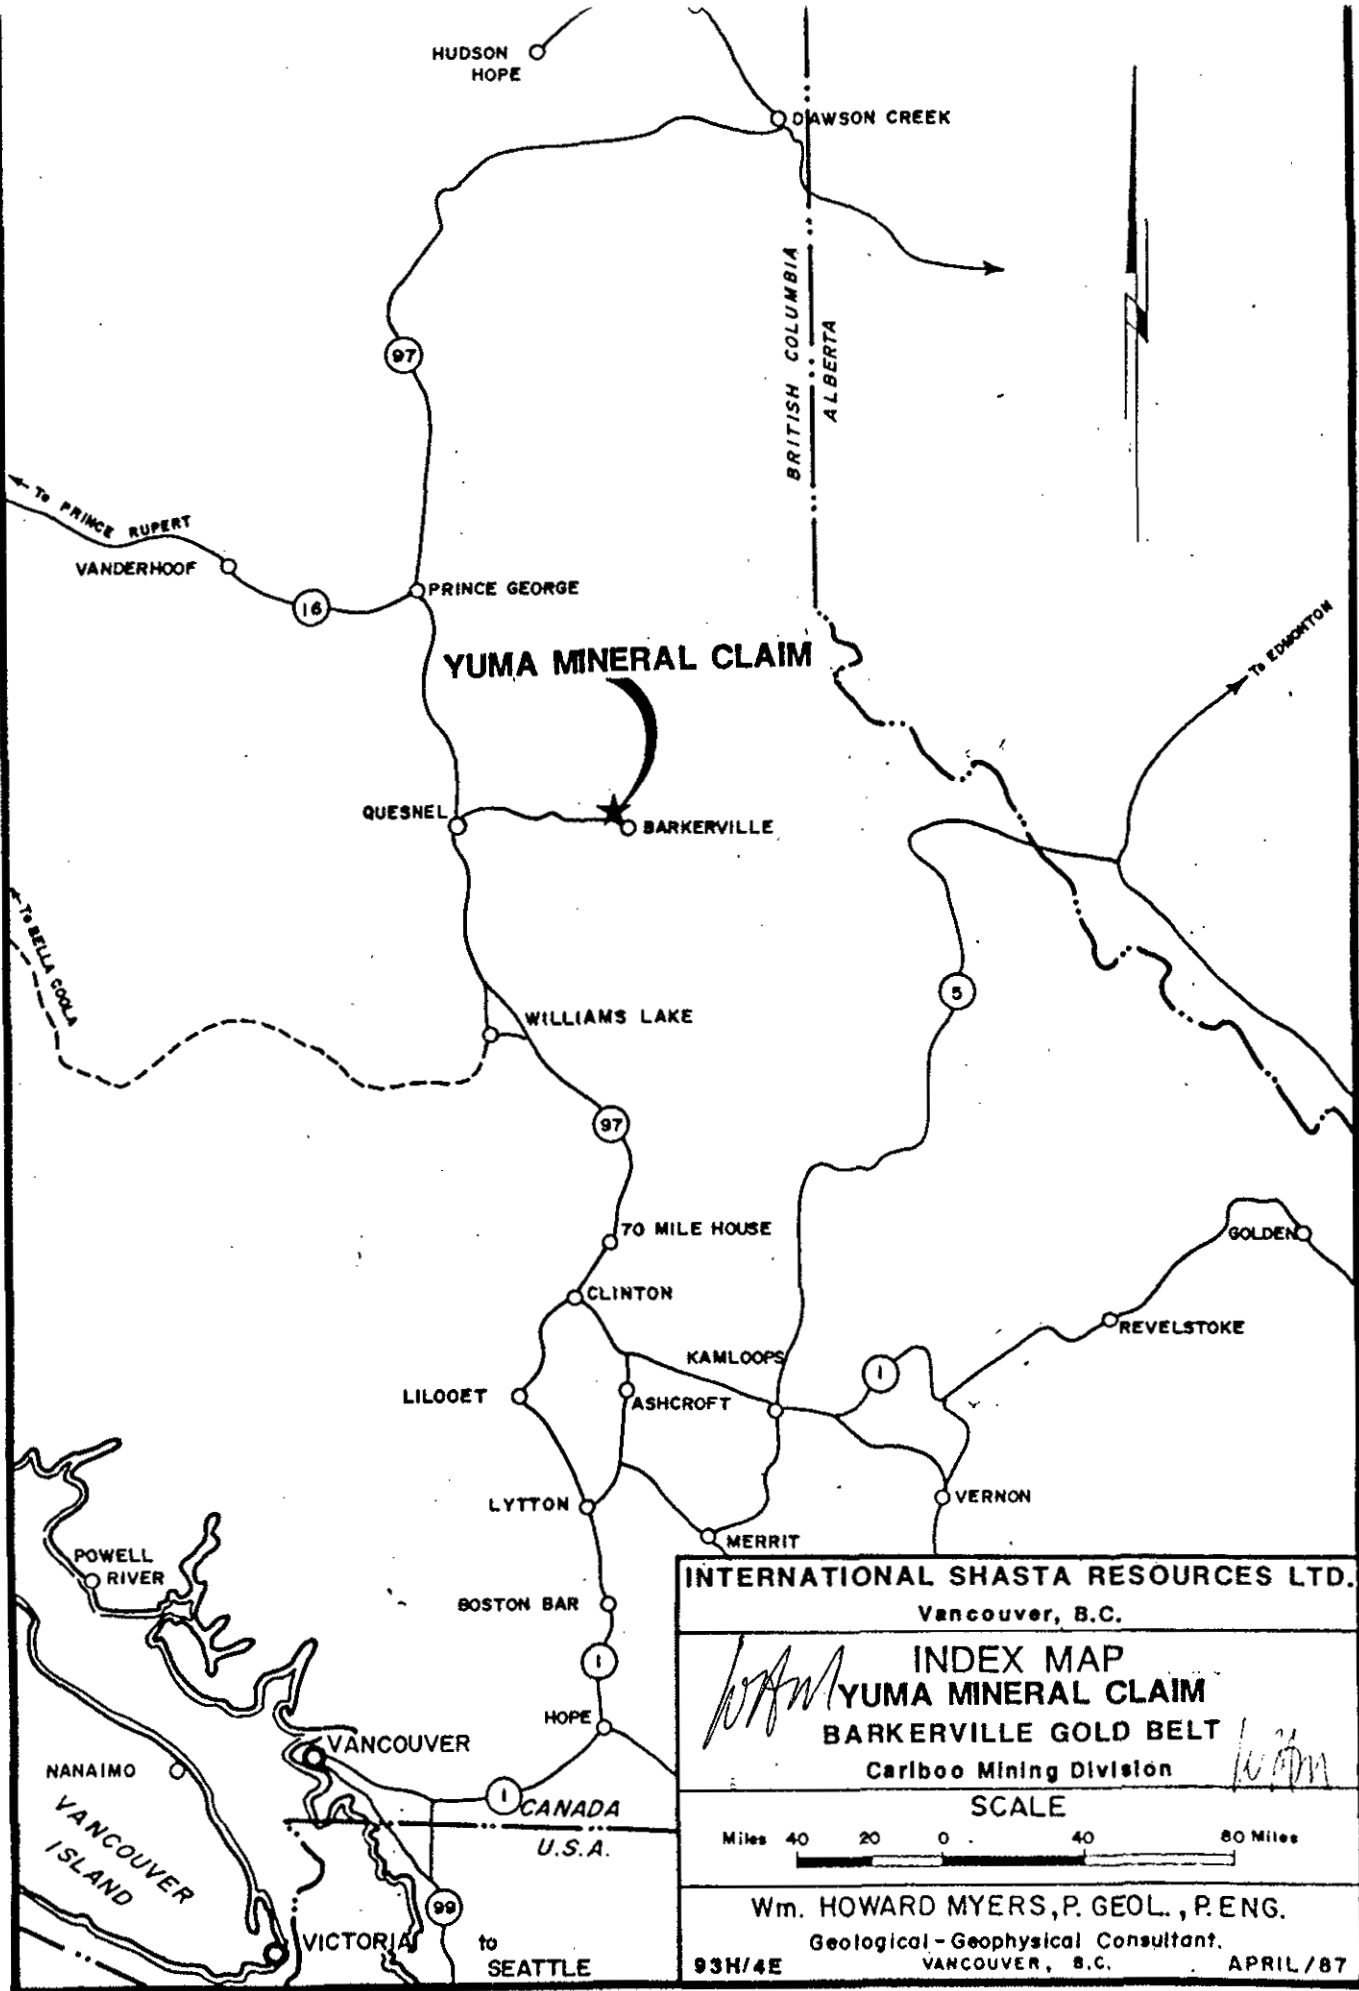 HUDSON
HOPE
DAWSON CREEK
BRITISH COLUMBIA
ALBERTA
97
To PRINCE RUPERT
VANDERHOOF
16
PRINCE GEORGE
To EDMONTON
YUMA MINERAL CLAIM
QUESNEL
BARKERVILLE
To BELLA COOLA
5
WILLIAMS LAKE
97
70 MILE HOUSE
GOLDEN
CLINTON
REVELSTOKE
KAMLOOPS
1
LILOOET
ASHCROFT
LYTTON
VERNON
MERRIT
POWELL
RIVER
BOSTON BAR
1
HOPE
VANCOUVER
NANAIMO
1
CANADA
U.S.A.
VANCOUVER
ISLAND
99
VICTORIA
to
SEATTLE
INTERNATIONAL SHASTA RESOURCES LTD.
Vancouver, B.C.
INDEX MAP
YUMA MINERAL CLAIM
BARKERVILLE GOLD BELT
Cariboo Mining Division
SCALE
Miles 40 20 0 40 80 Miles
Wm. HOWARD MYERS, P. GEOL., P. ENG.
Geological - Geophysical Consultant.
93H/4E VANCOUVER, B.C. APRIL/87